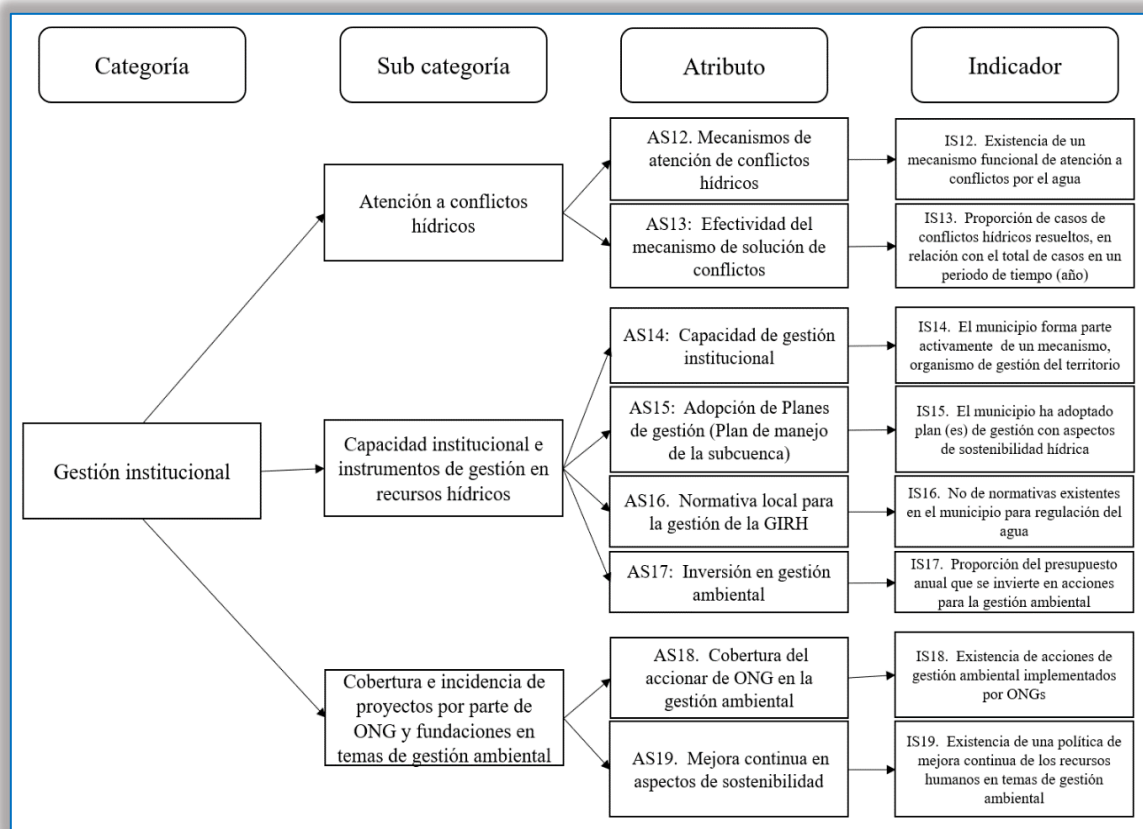 Categoría
Sub categoría
Atributo
Indicador
Gestión institucional
Atención a conflictos
hídricos
AS12. Mecanismos de
atención de conflictos
hídricos
IS12. Existencia de un
mecanismo funcional de atención a
conflictos por el agua
AS13: Efectividad del
mecanismo de solución de
conflictos
IS13. Proporción de casos de
conflictos hídricos resueltos, en
relación con el total de casos en un
periodo de tiempo (año)
Capacidad institucional e
instrumentos de gestión en
recursos hídricos
AS14: Capacidad de gestión
institucional
IS14. El municipio forma parte
activamente de un mecanismo,
organismo de gestión del territorio
AS15: Adopción de Planes
de gestión (Plan de manejo
de la subcuenca)
IS15. El municipio ha adoptado
plan (es) de gestión con aspectos
de sostenibilidad hídrica
AS16. Normativa local para
la gestión de la GIRH
IS16. No de normativas existentes
en el municipio para regulación del
agua
AS17: Inversión en gestión
ambiental
IS17. Proporción del presupuesto
anual que se invierte en acciones
para la gestión ambiental
Cobertura e incidencia de
proyectos por parte de
ONG y fundaciones en
temas de gestión ambiental
AS18. Cobertura del
accionar de ONG en la
gestión ambiental
IS18. Existencia de acciones de
gestión ambiental implementados
por ONGs
AS19. Mejora continua en
aspectos de sostenibilidad
IS19. Existencia de una política de
mejora continua de los recursos
humanos en temas de gestión
ambiental